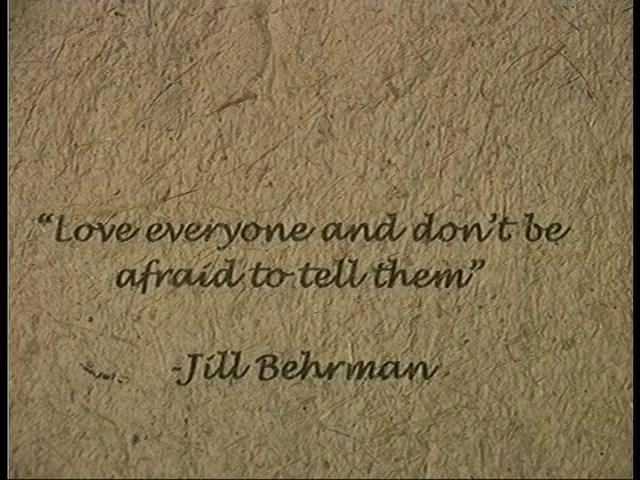 “Love everyone and don’t be
afraid to tell them”
-Jill Behrman